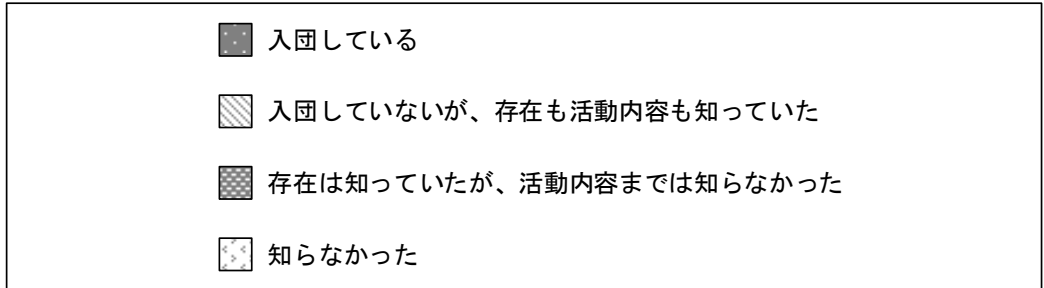 入団している
入団していないが、存在も活動内容も知っていた
存在は知っていたが、活動内容までは知らなかった
知らなかった